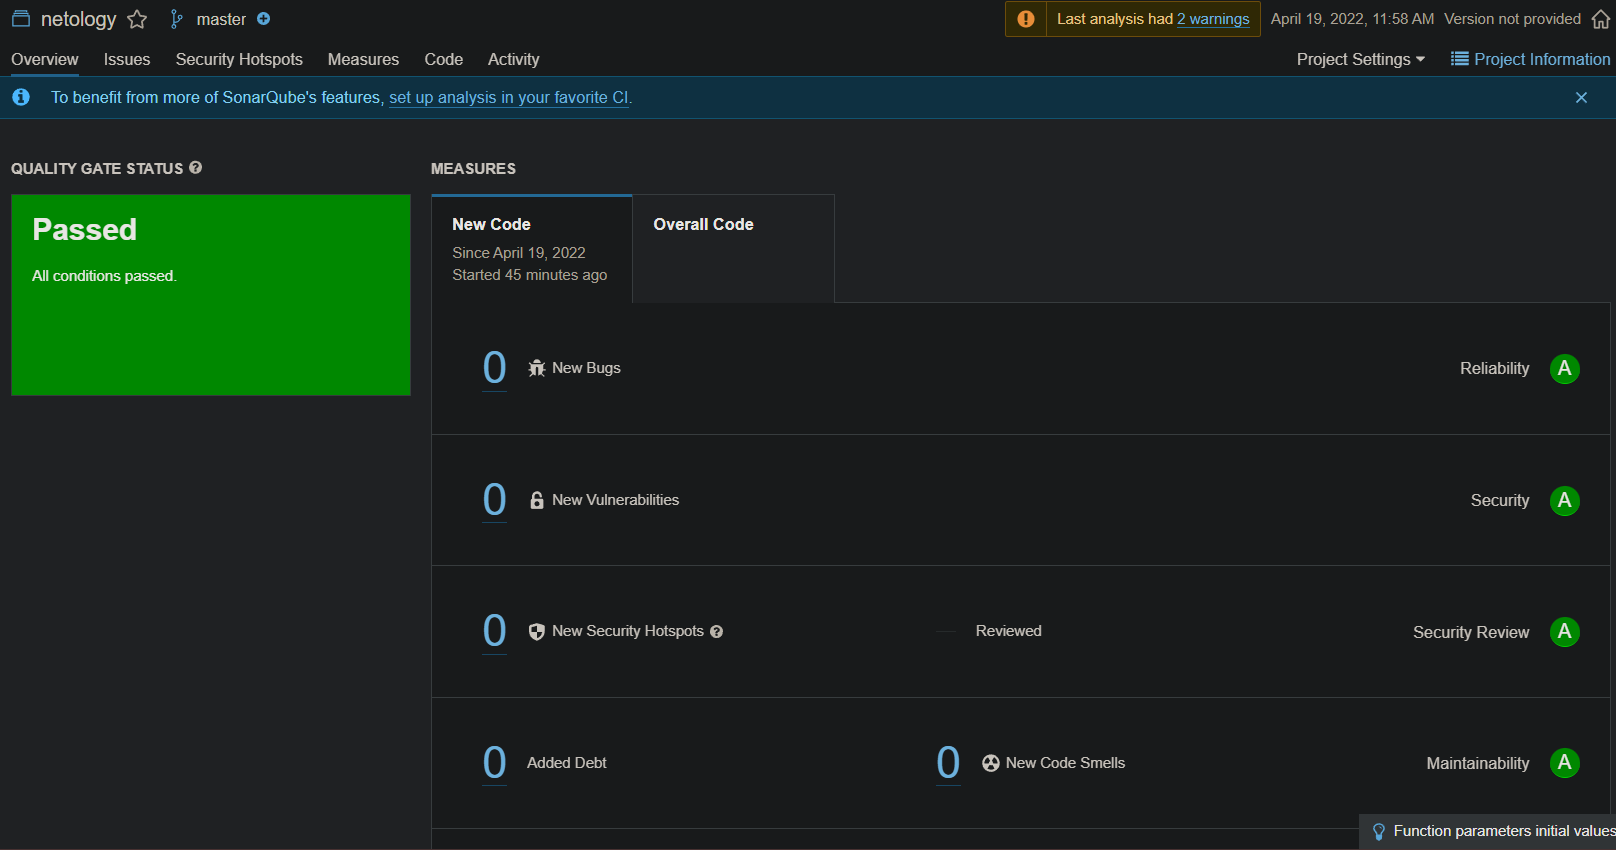 netology master Last analysis had 2 warnings April 19, 2022, 11:58 AM Version not provided
Overview Issues Security Hotspots Measures Code Activity Project Settings Project Information
To benefit from more of SonarQube's features, set up analysis in your favorite CI.
QUALITY GATE STATUS
Passed
All conditions passed.
MEASURES
New Code
Since April 19, 2022
Started 45 minutes ago
Overall Code
0 New Bugs Reliability A
0 New Vulnerabilities Security A
0 New Security Hotspots Reviewed Security Review A
0 Added Debt 0 New Code Smells Maintainability A
Function parameters initial values